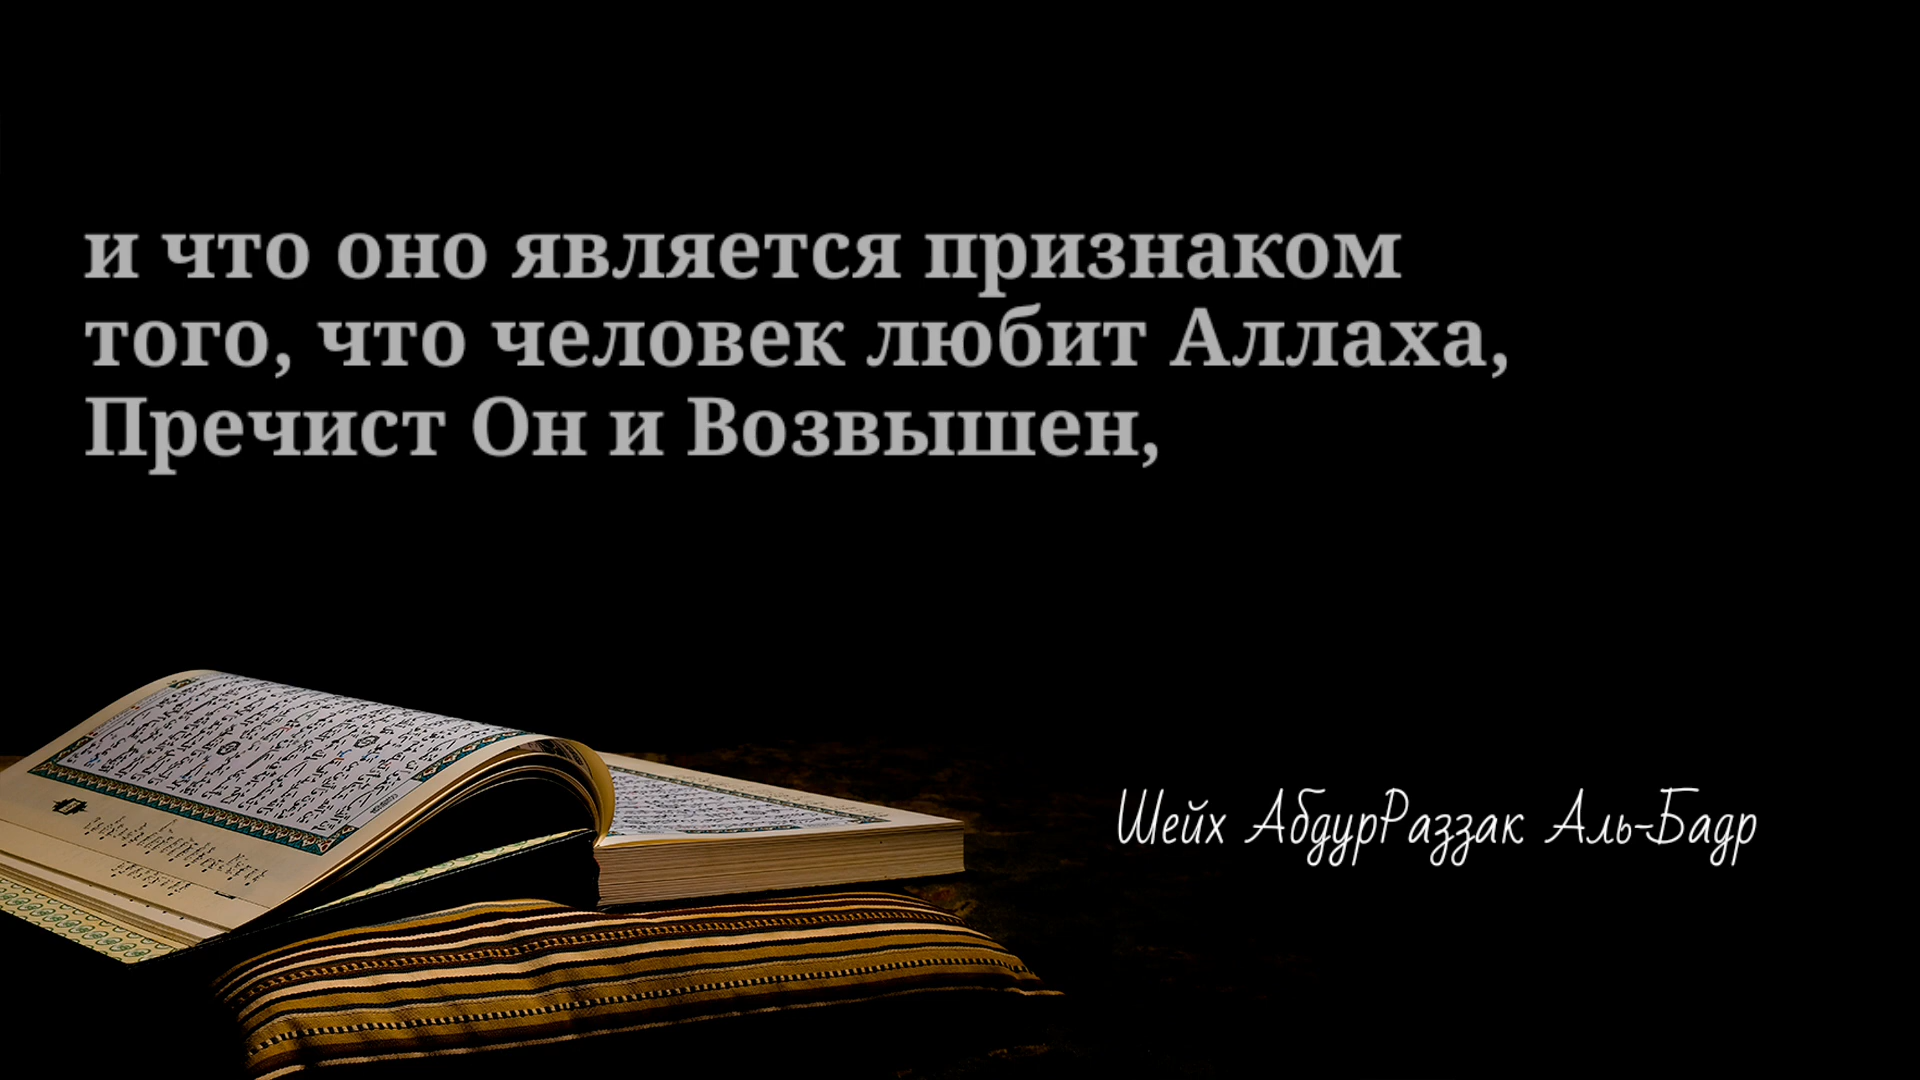 и что оно является признаком
того, что человек любит Аллаха,
Пречист Он и Возвышен,
Шейх АбдурРаззак Аль-Бадр